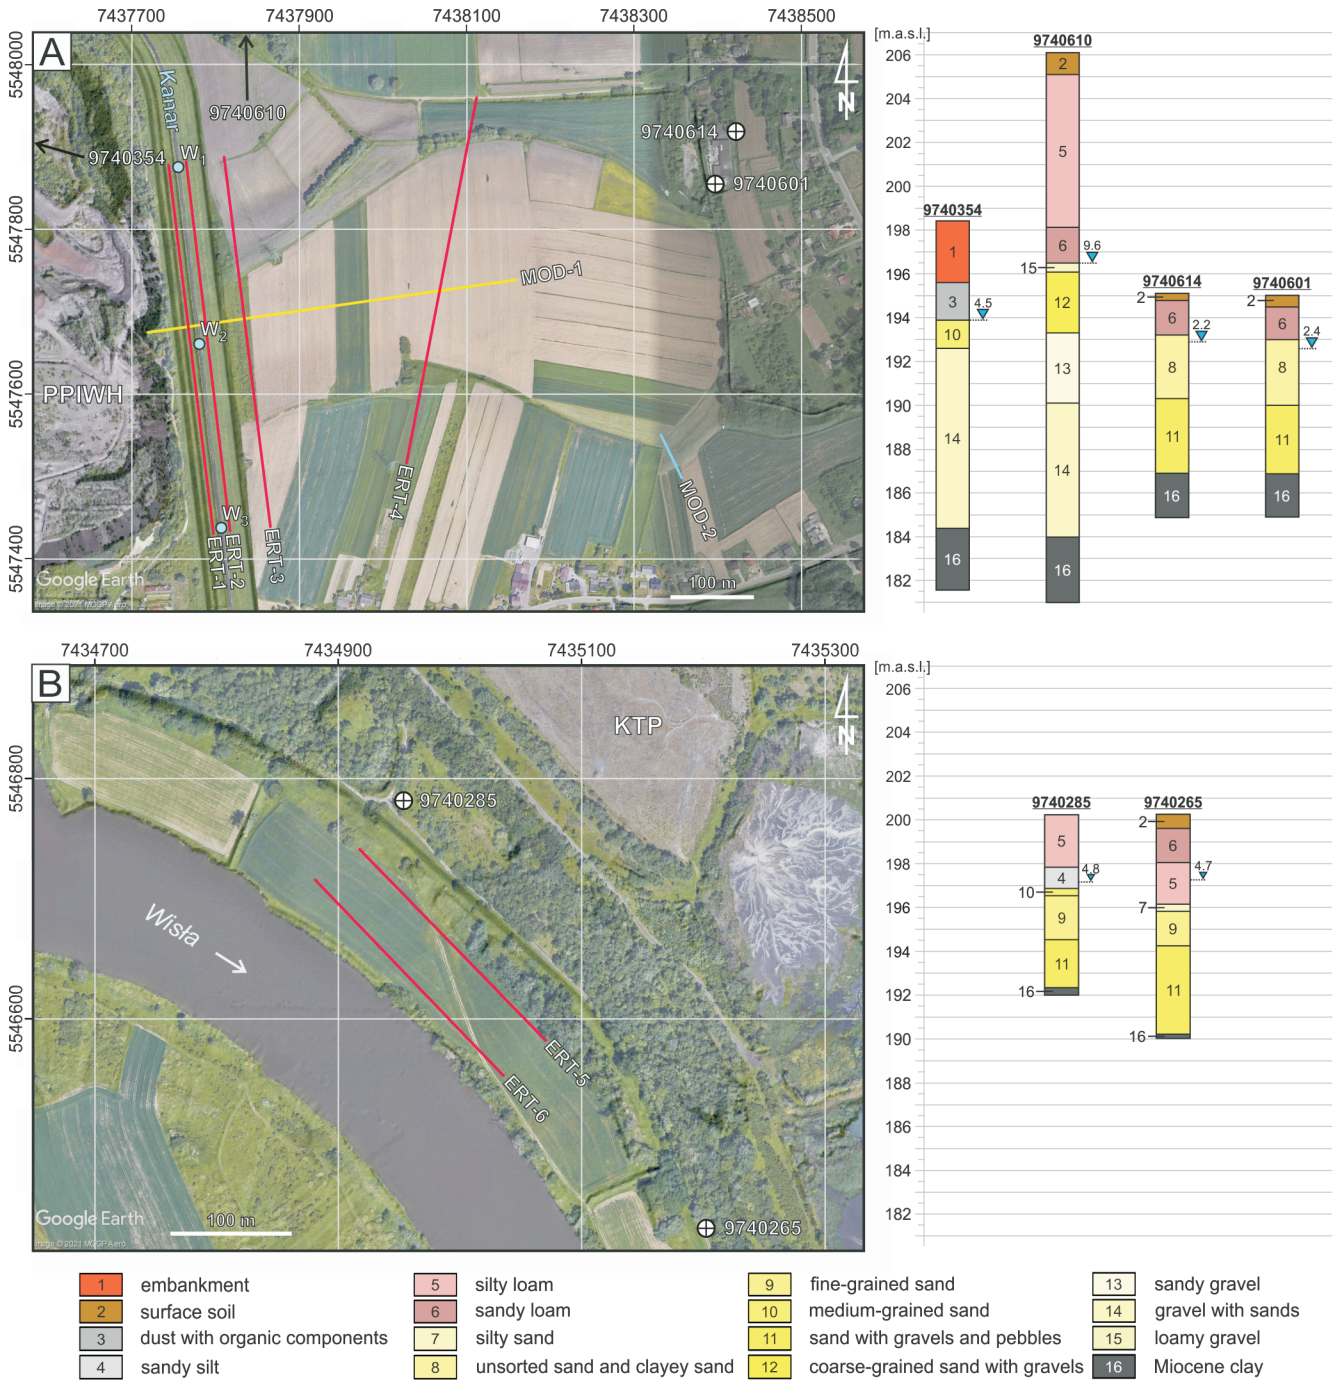 7437700 7437900 7438100 7438300 7438500
A
5548000
5547800
5547600
5547400
Kanar
9740610
9740354
W1
9740614
9740601
MOD-1
W2
PPIWH
ERT-4
MOD-2
W3
ERT-1
ERT-2
ERT-3
N
Google Earth
100 m
[m.a.s.l.]
206
204
202
200
198
196
194
192
190
188
186
184
182
9740354
1
3
4.5
10
14
16
9740610
2
5
6
9.6
15
12
13
14
16
9740614
2
6
2.2
8
11
16
9740601
2
6
2.4
8
11
16
7434700 7434900 7435100 7435300
B
5546800
5546600
KTP
N
9740285
Wisła
ERT-5
ERT-6
9740265
Google Earth
100 m
[m.a.s.l.]
206
204
202
200
198
196
194
192
190
188
186
184
182
9740285
5
4
4.8
10
9
11
16
9740265
2
6
4.7
5
7
9
11
16
1 embankment
2 surface soil
3 dust with organic components
4 sandy silt
5 silty loam
6 sandy loam
7 silty sand
8 unsorted sand and clayey sand
9 fine-grained sand
10 medium-grained sand
11 sand with gravels and pebbles
12 coarse-grained sand with gravels
13 sandy gravel
14 gravel with sands
15 loamy gravel
16 Miocene clay